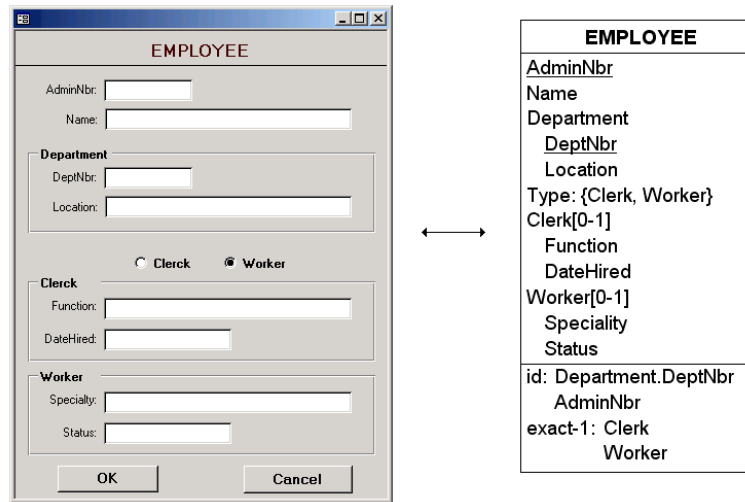 EMPLOYEE
AdminNbr:
Name:
Department
DeptNbr:
Location:
Clerck Worker
Clerck
Function:
DateHired:
Worker
Specialty:
Status:
OK Cancel
EMPLOYEE
AdminNbr
Name
Department
DeptNbr
Location
Type: {Clerk, Worker}
Clerk[0-1]
Function
DateHired
Worker[0-1]
Speciality
Status
id: Department.DeptNbr
AdminNbr
exact-1: Clerk
Worker